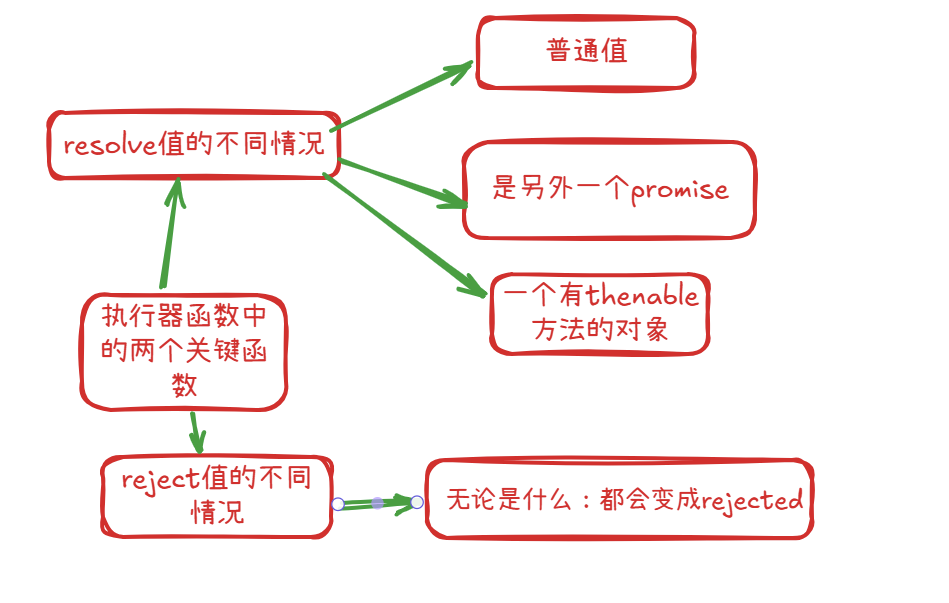 普通值
resolve值的不同情况
是另外一个promise
一个有thenable
方法的对象
执行器函数中
的两个关键函
数
reject值的不同
情况
无论是什么：都会变成rejected